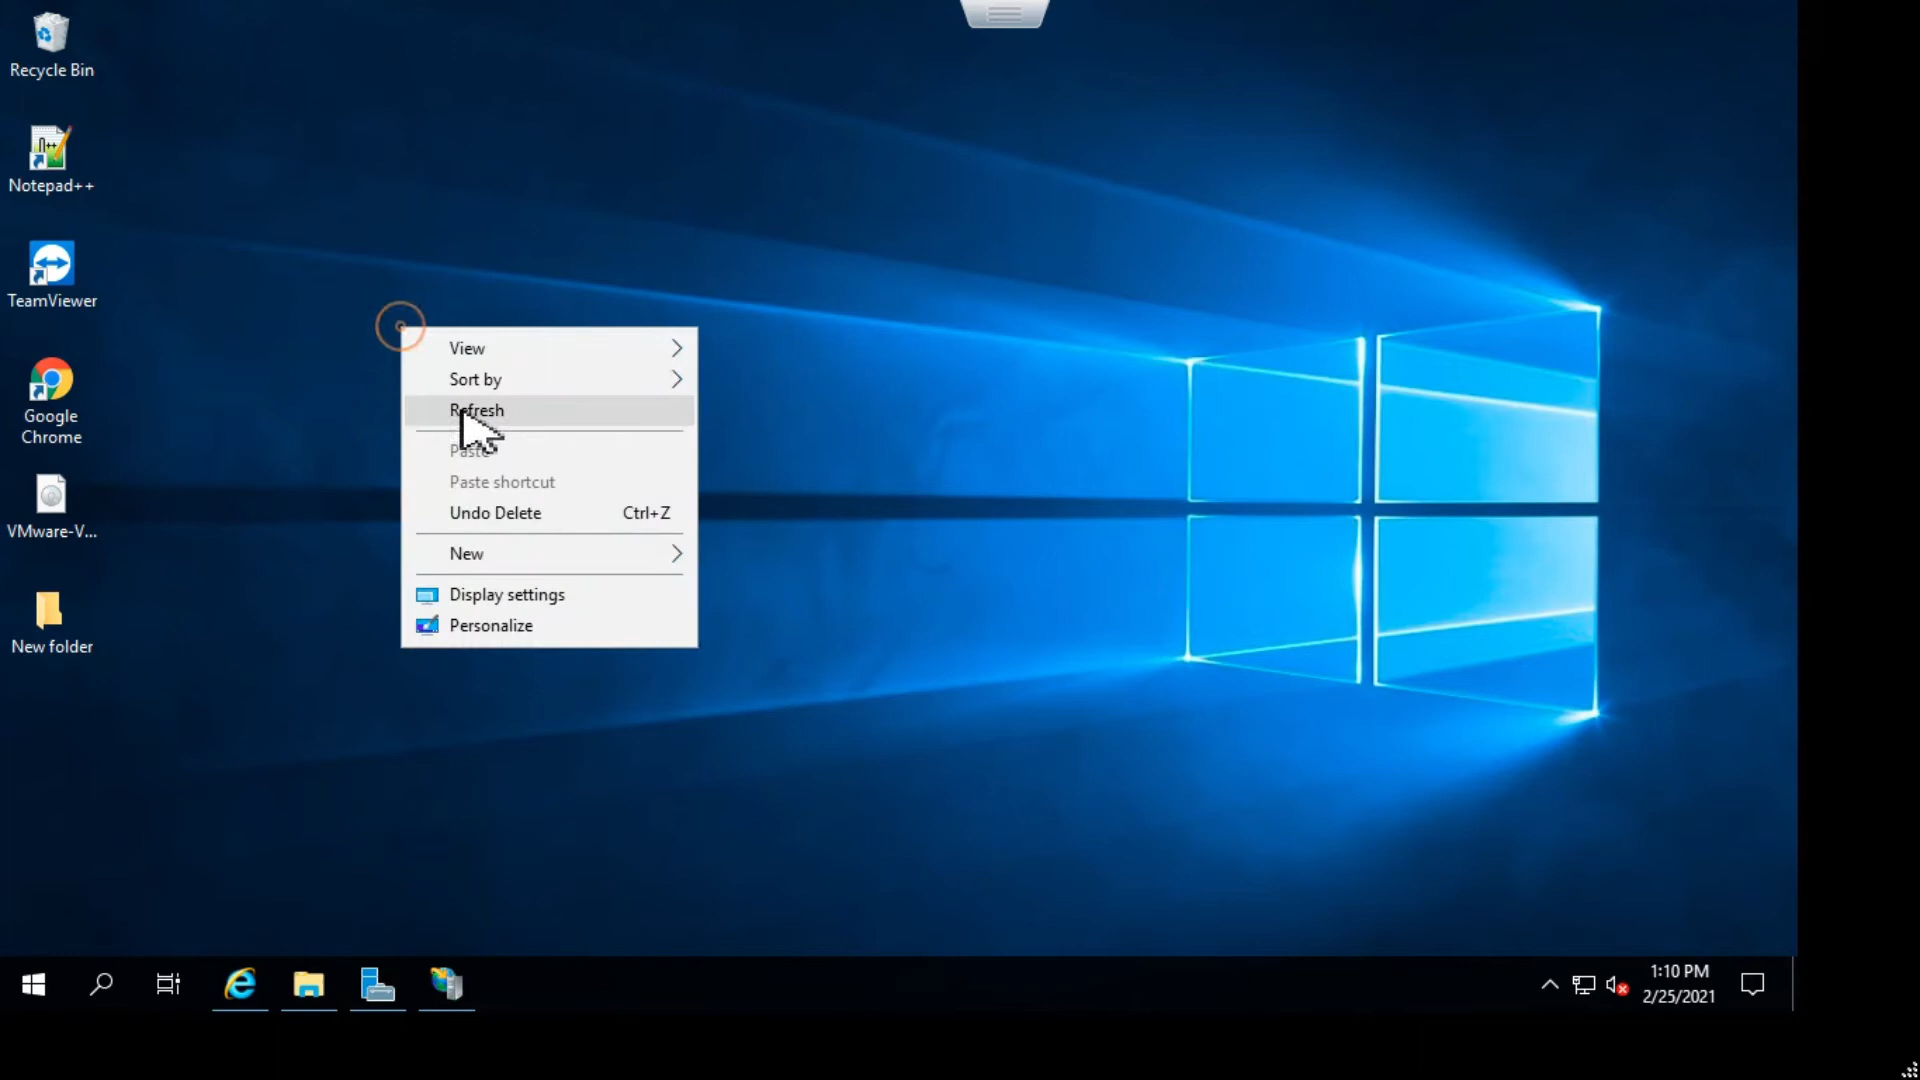 Recycle Bin
Notepad++
TeamViewer
Google
Chrome
VMware-V...
New folder
View
Sort by
Refresh
Paste
Paste shortcut
Undo Delete Ctrl+Z
New
Display settings
Personalize
1:10 PM
2/25/2021